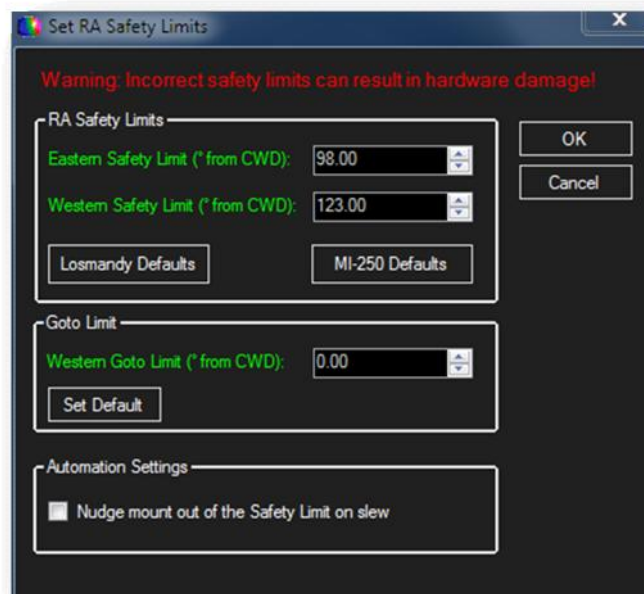 Set RA Safety Limits
X
Warning: Incorrect safety limits can result in hardware damage!
RA Safety Limits
Eastern Safety Limit (° from CWD): 98.00
Western Safety Limit (° from CWD): 123.00
Losmandy Defaults MI-250 Defaults
OK
Cancel
Goto Limit
Western Goto Limit (° from CWD): 0.00
Set Default
Automation Settings
Nudge mount out of the Safety Limit on slew